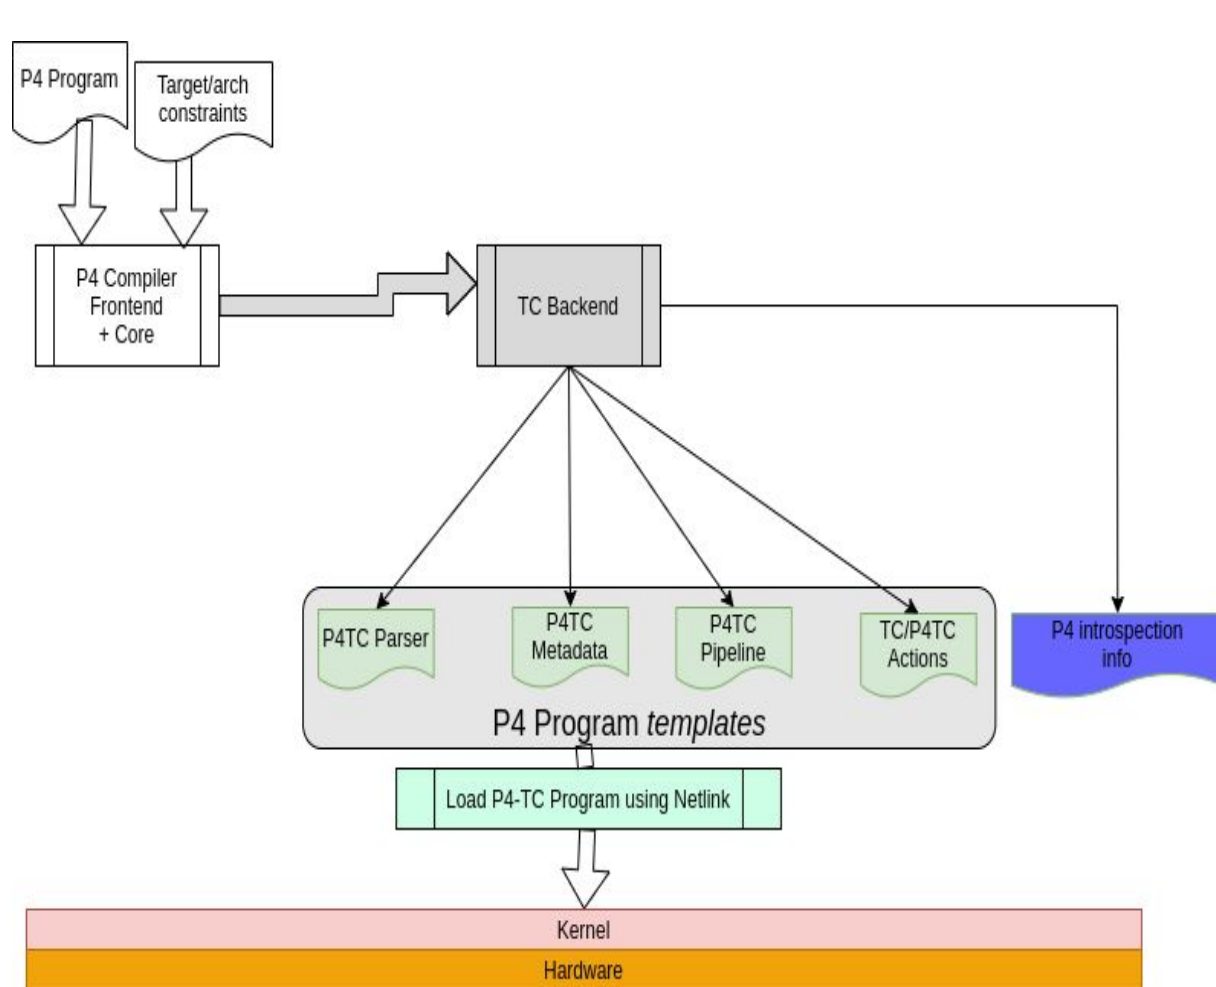 P4 Program
Target/arch
constraints
P4 Compiler
Frontend
+ Core
TC Backend
P4TC Parser
P4TC
Metadata
P4TC
Pipeline
TC/P4TC
Actions
P4 introspection
info
P4 Program templates
Load P4-TC Program using Netlink
Kernel
Hardware